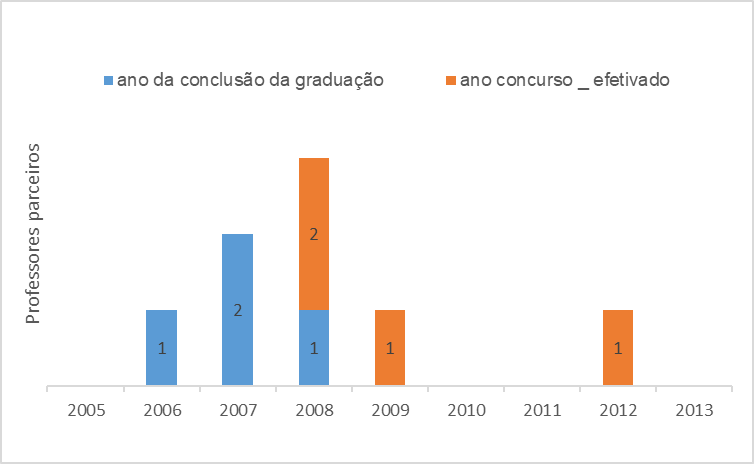 ano da conclusão da graduação
ano concurso _ efetivado
Professores parceiros
2
2
1
1
1
1
2005 2006 2007 2008 2009 2010 2011 2012 2013